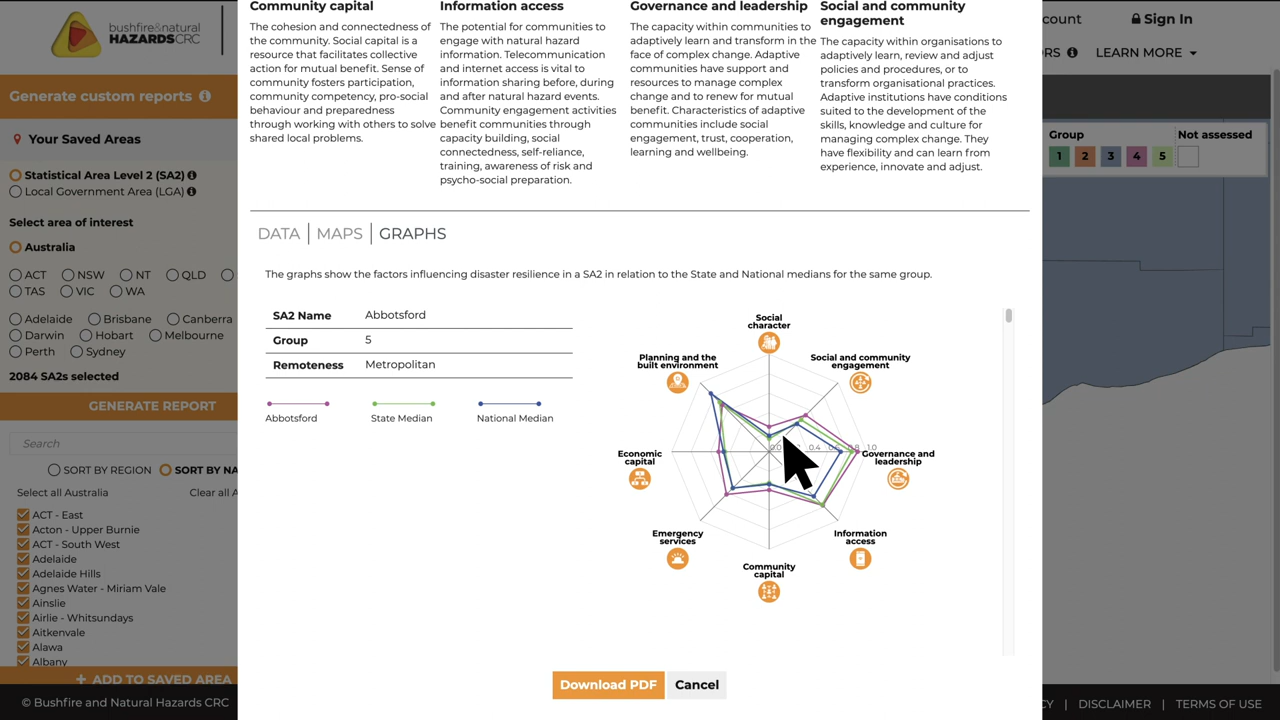 bushfire&natural
HAZARDSCRC
Generate custom reports
Your Saved Areas
Statistical Area Level 2 (SA2)
Local Government Area (LGA)
Select area of interest
Australia
ACT NSW NT QLD
TAS VIC WA
Adelaide Brisbane Canberra
Darwin Hobart Melbourne
Perth Sydney
2084 SA2s selected
GENERATE REPORT
Search
SORT BY REGION SORT BY NA
Select all Australia Clear all A
ACT - East
Acton - Upper Burnie
ACT - South West
Adelaide
Adelaide Hills
Agnes Water - Miriam Vale
Ainslie
Airlie - Whitsundays
Aitkenvale
Alawa
Albany
+ ADD TO SAVED AREA
© Bushfire and Natural Hazards CRC
Community capital
The cohesion and connectedness of
the community. Social capital is a
resource that facilitates collective
action for mutual benefit. Sense of
community fosters participation,
community competency, pro-social
behaviour and preparedness
through working with others to solve
shared local problems.
Information access
The potential for communities to
engage with natural hazard
information. Telecommunication
and internet access is vital to
information sharing before, during
and after natural hazard events.
Community engagement activities
benefit communities through
capacity building, social
connectedness, self-reliance,
training, awareness of risk and
psycho-social preparation.
Governance and leadership
The capacity within communities to
adaptively learn and transform in the
face of complex change. Adaptive
communities have support and
resources to manage complex
change and to renew for mutual
benefit. Characteristics of adaptive
communities include social
engagement, trust, cooperation,
learning and wellbeing.
Social and community
engagement
The capacity within organisations to
adaptively learn, review and adjust
policies and procedures, or to
transform organisational practices.
Adaptive institutions have conditions
suited to the development of the
skills, knowledge and culture for
managing complex change. They
have flexibility and can learn from
experience, innovate and adjust.
DATA | MAPS | GRAPHS
The graphs show the factors influencing disaster resilience in a SA2 in relation to the State and National medians for the same group.
SA2 Name Abbotsford
Group 5
Remoteness Metropolitan
Abbotsford State Median National Median
Social
character
Social and community
engagement
Governance and
leadership
Information
access
Community
capital
Emergency
services
Economic
capital
Planning and the
built environment
0.4 0.6 0.8 1.0
Download PDF Cancel
count Sign In
ORS LEARN MORE
Group Not assessed
1 2 3 4 5
CY | DISCLAIMER | TERMS OF USE